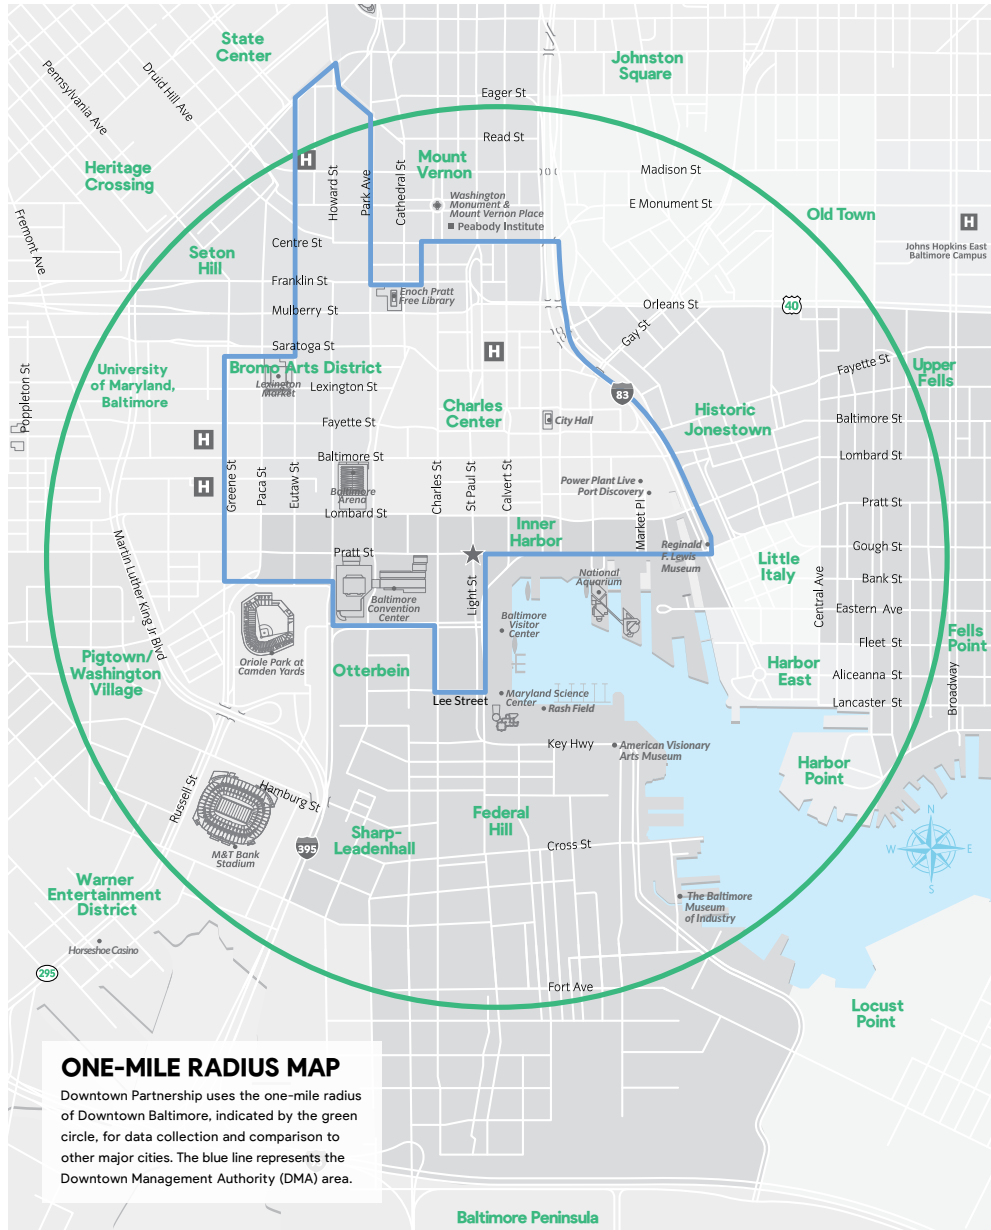 State
Center
Johnston
Square
Pennsylvania Ave
Druid Hill Ave
Eager St
Read St
Heritage
Crossing
H
Howard St
Park Ave
Cathedral St
Mount
Vernon
Madison St
Washington
Monument &
Mount Vernon Place
Peabody Institute
E Monument St
Old Town
H
Johns Hopkins East
Baltimore Campus
Fremont Ave
Seton
Hill
Centre St
Franklin St
Mulberry St
Enoch Pratt
Free Library
Orleans St
40
Gay St
Saratoga St
H
Poppleton St
University
of Maryland,
Baltimore
Bromo Arts District
Lexington
Market
Lexington St
Fayette St
Upper
Fells
83
Charles
Center
City Hall
Historic
Jonestown
Fayette St
Baltimore St
H
Baltimore St
Lombard St
H
Greene St
Paca St
Eutaw St
Baltimore
Arena
Lombard St
Charles St
St Paul St
Calvert St
Power Plant Live
Port Discovery
Market Pl
Pratt St
Inner
Harbor
Pratt St
Reginald
F. Lewis
Museum
Gough St
Little
Italy
Central Ave
Bank St
Martin Luther King Jr Blvd
Baltimore
Convention
Center
Light St
National
Aquarium
Baltimore
Visitor
Center
Eastern Ave
Fleet St
Fells
Point
Oriole Park at
Camden Yards
Pigtown/
Washington
Village
Otterbein
Harbor
East
Aliceanna St
Lancaster St
Broadway
Lee Street
Maryland Science
Center
Rash Field
Key Hwy
American Visionary
Arts Museum
Harbor
Point
Russell St
Hamburg St
M&T Bank
Stadium
395
Sharp-
Leadenhall
Federal
Hill
Cross St
N
W
E
S
Warner
Entertainment
District
The Baltimore
Museum
of Industry
Horseshoe Casino
295
Fort Ave
Locust
Point
ONE-MILE RADIUS MAP
Downtown Partnership uses the one-mile radius
of Downtown Baltimore, indicated by the green
circle, for data collection and comparison to
other major cities. The blue line represents the
Downtown Management Authority (DMA) area.
Baltimore Peninsula